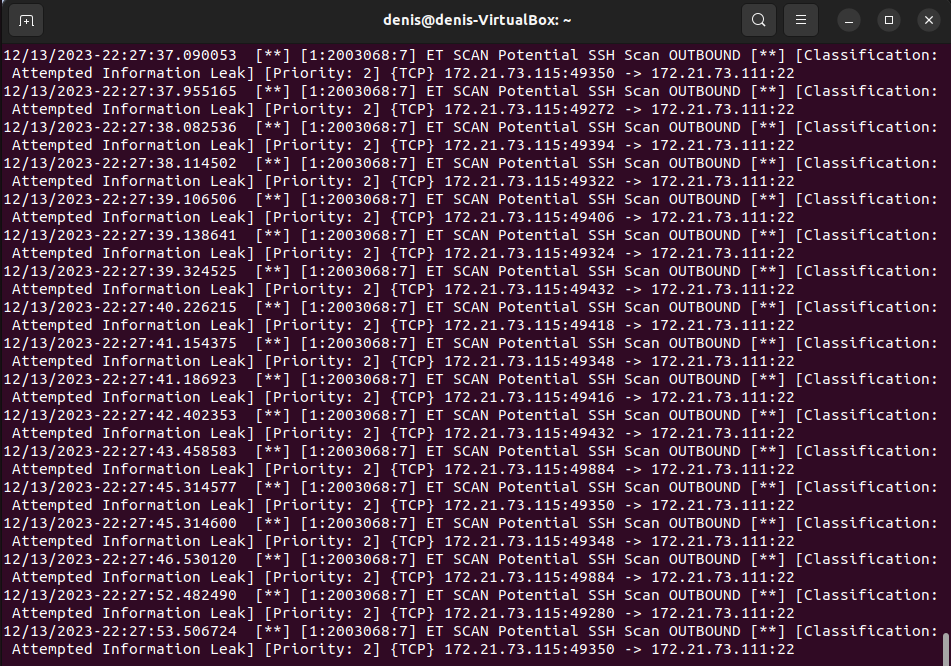 denis@denis-VirtualBox: ~
12/13/2023-22:27:37.090053  [**] [1:2003068:7] ET SCAN Potential SSH Scan OUTBOUND [**] [Classification:
 Attempted Information Leak] [Priority: 2] {TCP} 172.21.73.115:49350 -> 172.21.73.111:22
12/13/2023-22:27:37.955165  [**] [1:2003068:7] ET SCAN Potential SSH Scan OUTBOUND [**] [Classification:
 Attempted Information Leak] [Priority: 2] {TCP} 172.21.73.115:49272 -> 172.21.73.111:22
12/13/2023-22:27:38.082536  [**] [1:2003068:7] ET SCAN Potential SSH Scan OUTBOUND [**] [Classification:
 Attempted Information Leak] [Priority: 2] {TCP} 172.21.73.115:49394 -> 172.21.73.111:22
12/13/2023-22:27:38.114502  [**] [1:2003068:7] ET SCAN Potential SSH Scan OUTBOUND [**] [Classification:
 Attempted Information Leak] [Priority: 2] {TCP} 172.21.73.115:49322 -> 172.21.73.111:22
12/13/2023-22:27:39.106506  [**] [1:2003068:7] ET SCAN Potential SSH Scan OUTBOUND [**] [Classification:
 Attempted Information Leak] [Priority: 2] {TCP} 172.21.73.115:49406 -> 172.21.73.111:22
12/13/2023-22:27:39.138641  [**] [1:2003068:7] ET SCAN Potential SSH Scan OUTBOUND [**] [Classification:
 Attempted Information Leak] [Priority: 2] {TCP} 172.21.73.115:49324 -> 172.21.73.111:22
12/13/2023-22:27:39.324525  [**] [1:2003068:7] ET SCAN Potential SSH Scan OUTBOUND [**] [Classification:
 Attempted Information Leak] [Priority: 2] {TCP} 172.21.73.115:49432 -> 172.21.73.111:22
12/13/2023-22:27:40.226215  [**] [1:2003068:7] ET SCAN Potential SSH Scan OUTBOUND [**] [Classification:
 Attempted Information Leak] [Priority: 2] {TCP} 172.21.73.115:49418 -> 172.21.73.111:22
12/13/2023-22:27:41.154375  [**] [1:2003068:7] ET SCAN Potential SSH Scan OUTBOUND [**] [Classification:
 Attempted Information Leak] [Priority: 2] {TCP} 172.21.73.115:49348 -> 172.21.73.111:22
12/13/2023-22:27:41.186923  [**] [1:2003068:7] ET SCAN Potential SSH Scan OUTBOUND [**] [Classification:
 Attempted Information Leak] [Priority: 2] {TCP} 172.21.73.115:49416 -> 172.21.73.111:22
12/13/2023-22:27:42.402353  [**] [1:2003068:7] ET SCAN Potential SSH Scan OUTBOUND [**] [Classification:
 Attempted Information Leak] [Priority: 2] {TCP} 172.21.73.115:49432 -> 172.21.73.111:22
12/13/2023-22:27:43.458583  [**] [1:2003068:7] ET SCAN Potential SSH Scan OUTBOUND [**] [Classification:
 Attempted Information Leak] [Priority: 2] {TCP} 172.21.73.115:49884 -> 172.21.73.111:22
12/13/2023-22:27:45.314577  [**] [1:2003068:7] ET SCAN Potential SSH Scan OUTBOUND [**] [Classification:
 Attempted Information Leak] [Priority: 2] {TCP} 172.21.73.115:49350 -> 172.21.73.111:22
12/13/2023-22:27:45.314600  [**] [1:2003068:7] ET SCAN Potential SSH Scan OUTBOUND [**] [Classification:
 Attempted Information Leak] [Priority: 2] {TCP} 172.21.73.115:49348 -> 172.21.73.111:22
12/13/2023-22:27:46.530120  [**] [1:2003068:7] ET SCAN Potential SSH Scan OUTBOUND [**] [Classification:
 Attempted Information Leak] [Priority: 2] {TCP} 172.21.73.115:49884 -> 172.21.73.111:22
12/13/2023-22:27:52.482490  [**] [1:2003068:7] ET SCAN Potential SSH Scan OUTBOUND [**] [Classification:
 Attempted Information Leak] [Priority: 2] {TCP} 172.21.73.115:49280 -> 172.21.73.111:22
12/13/2023-22:27:53.506724  [**] [1:2003068:7] ET SCAN Potential SSH Scan OUTBOUND [**] [Classification:
 Attempted Information Leak] [Priority: 2] {TCP} 172.21.73.115:49350 -> 172.21.73.111:22